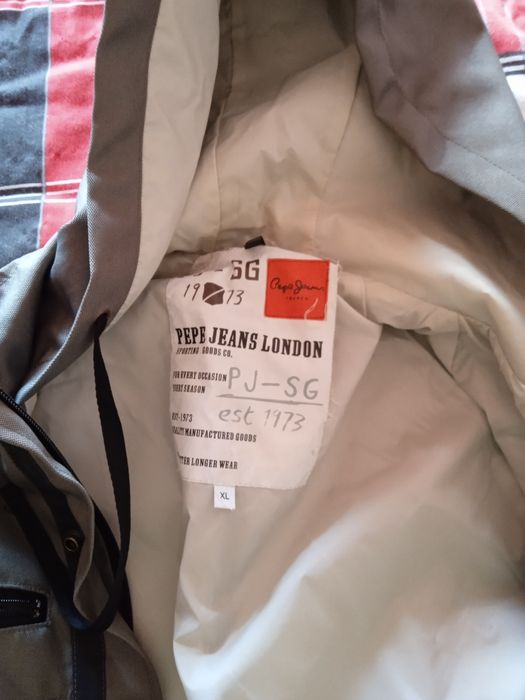 SG
19 73
Pepe Jeans
LONDON
PEPE JEANS LONDON
SPORTING GOODS CO.
FOR EVERY OCCASION
EVERY SEASON
PJ-SG
est 1973
EST-1973
QUALITY MANUFACTURED GOODS
BETTER LONGER WEAR
XL